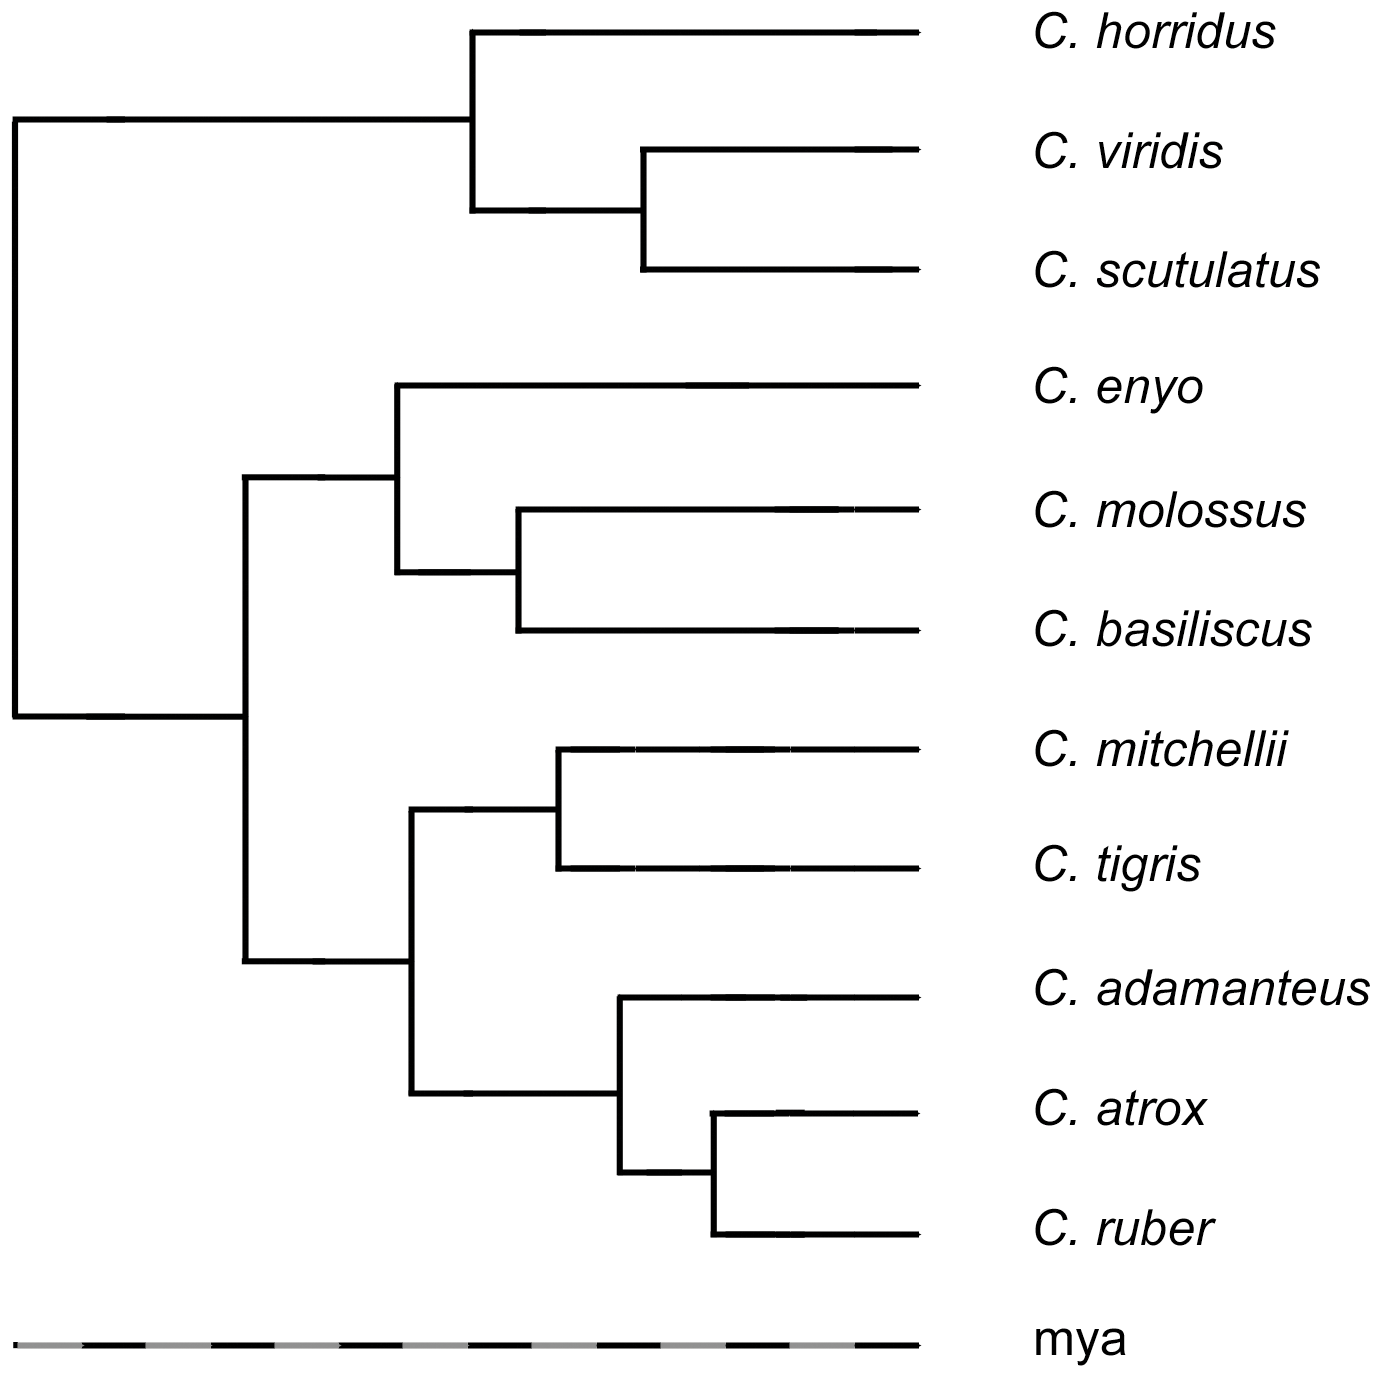 C. horridus
C. viridis
C. scutulatus
C. enyo
C. molossus
C. basiliscus
C. mitchellii
C. tigris
C. adamanteus
C. atrox
C. ruber
mya